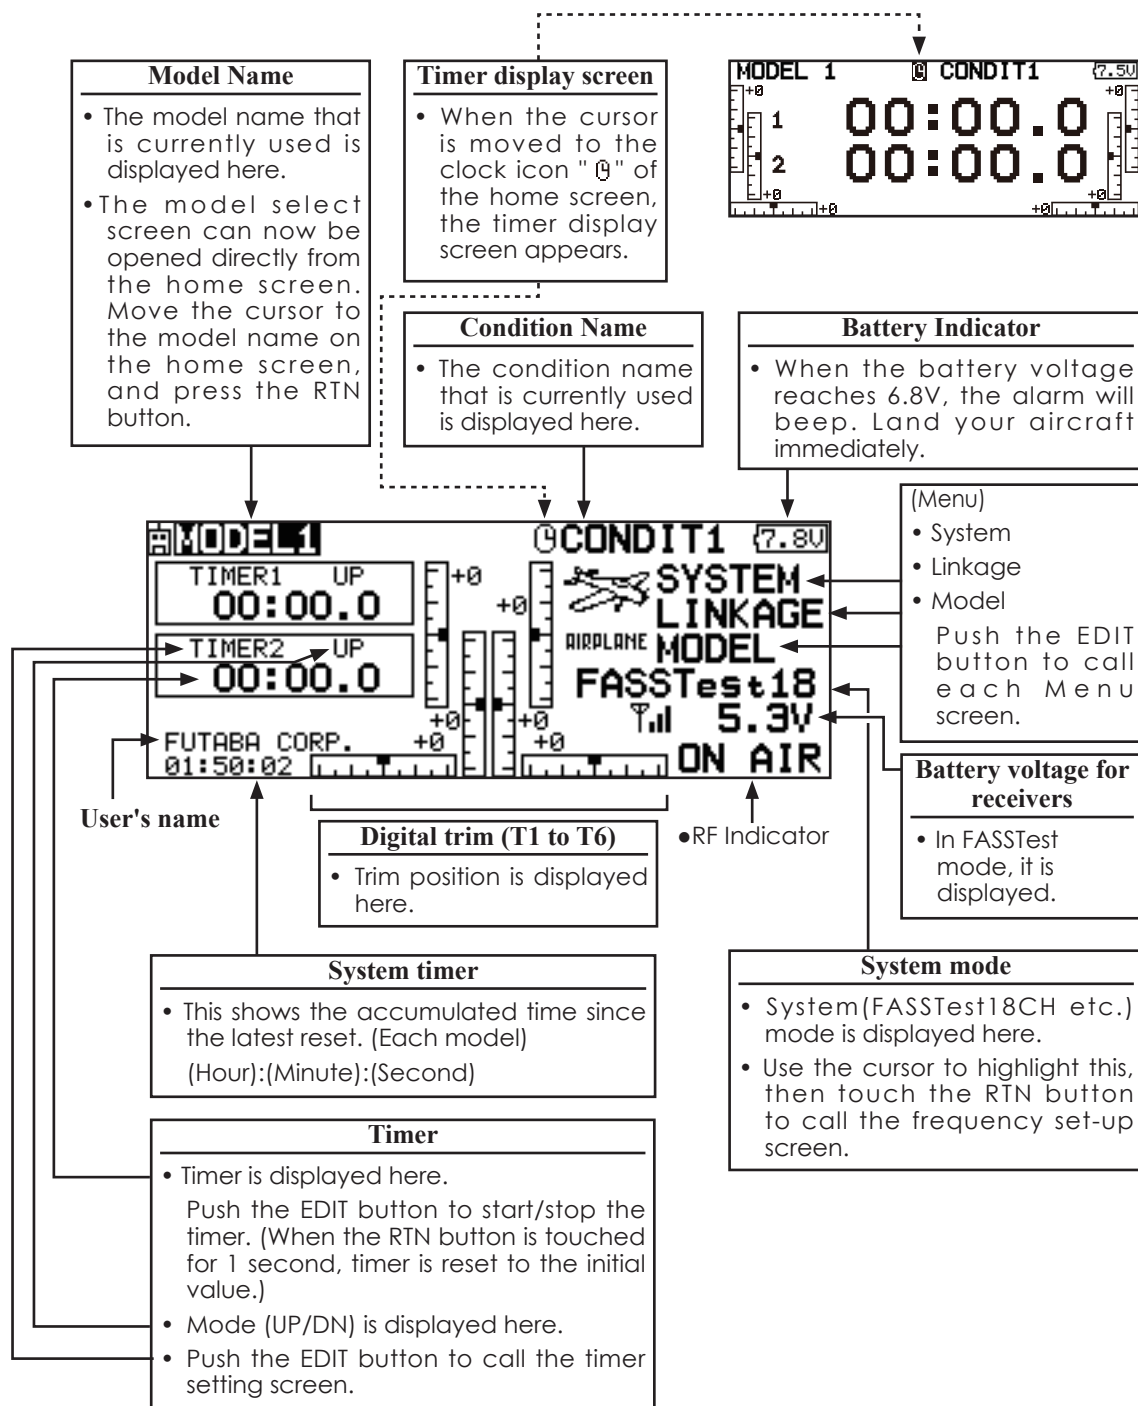 Model Name
• The model name that
is currently used is
displayed here.
• The model select
screen can now be
opened directly from
the home screen.
Move the cursor to
the model name on
the home screen,
and press the RTN
button.
Timer display screen
• When the cursor
is moved to the
clock icon " " of
the home screen,
the timer display
screen appears.
MODEL 1 CONDIT1 7.5V
+0 +0
1 00:00.0
2 00:00.0
+0 +0
+0 +0
Condition Name
• The condition name
that is currently used
is displayed here.
Battery Indicator
• When the battery voltage
reaches 6.8V, the alarm will
beep. Land your aircraft
immediately.
MODEL1 CONDIT1 7.8V
TIMER1 UP
00:00.0
TIMER2 UP
00:00.0
FUTABA CORP.
01:50:02
+0 +0
+0 +0
+0 +0
AIRPLANE
SYSTEM
LINKAGE
MODEL
FASSTest18
5.3V
ON AIR
(Menu)
• System
• Linkage
• Model
Push the EDIT
button to call
each Menu
screen.
Battery voltage for
receivers
• In FASSTest
mode, it is
displayed.
User's name
Digital trim (T1 to T6)
• Trim position is displayed
here.
●RF Indicator
System timer
• This shows the accumulated time since
the latest reset. (Each model)
(Hour):(Minute):(Second)
System mode
• System(FASSTest18CH etc.)
mode is displayed here.
• Use the cursor to highlight this,
then touch the RTN button
to call the frequency set-up
screen.
Timer
• Timer is displayed here.
Push the EDIT button to start/stop the
timer. (When the RTN button is touched
for 1 second, timer is reset to the initial
value.)
• Mode (UP/DN) is displayed here.
• Push the EDIT button to call the timer
setting screen.